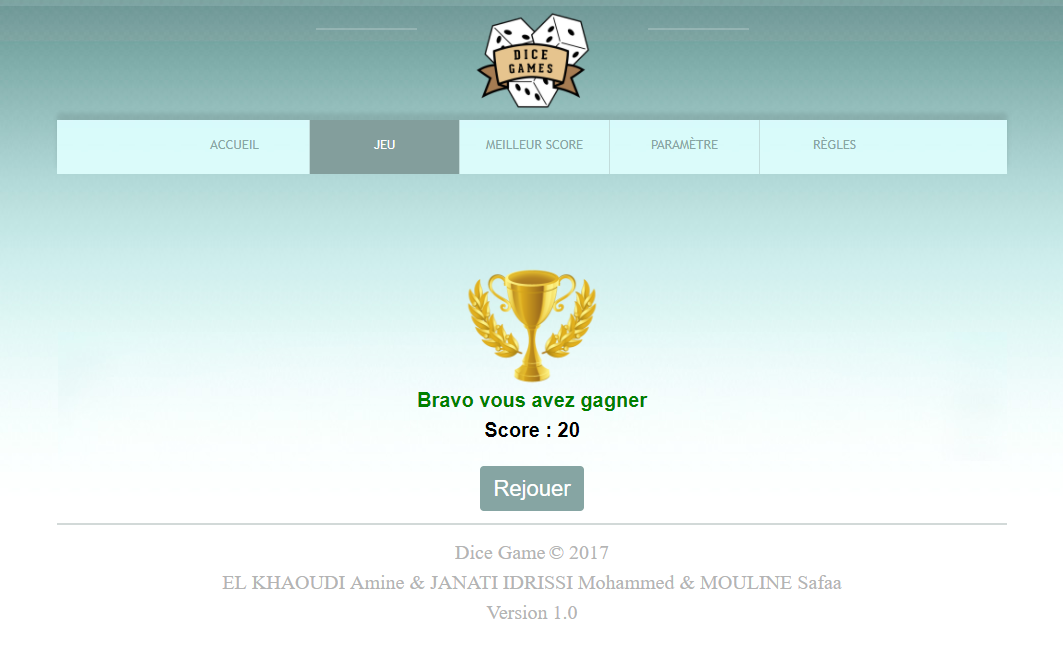 DICE
GAMES
ACCUEIL JEU MEILLEUR SCORE PARAMÈTRE RÈGLES
Bravo vous avez gagner
Score : 20
Rejouer
Dice Game © 2017
EL KHAOUDI Amine & JANATI IDRISSI Mohammed & MOULINE Safaa
Version 1.0